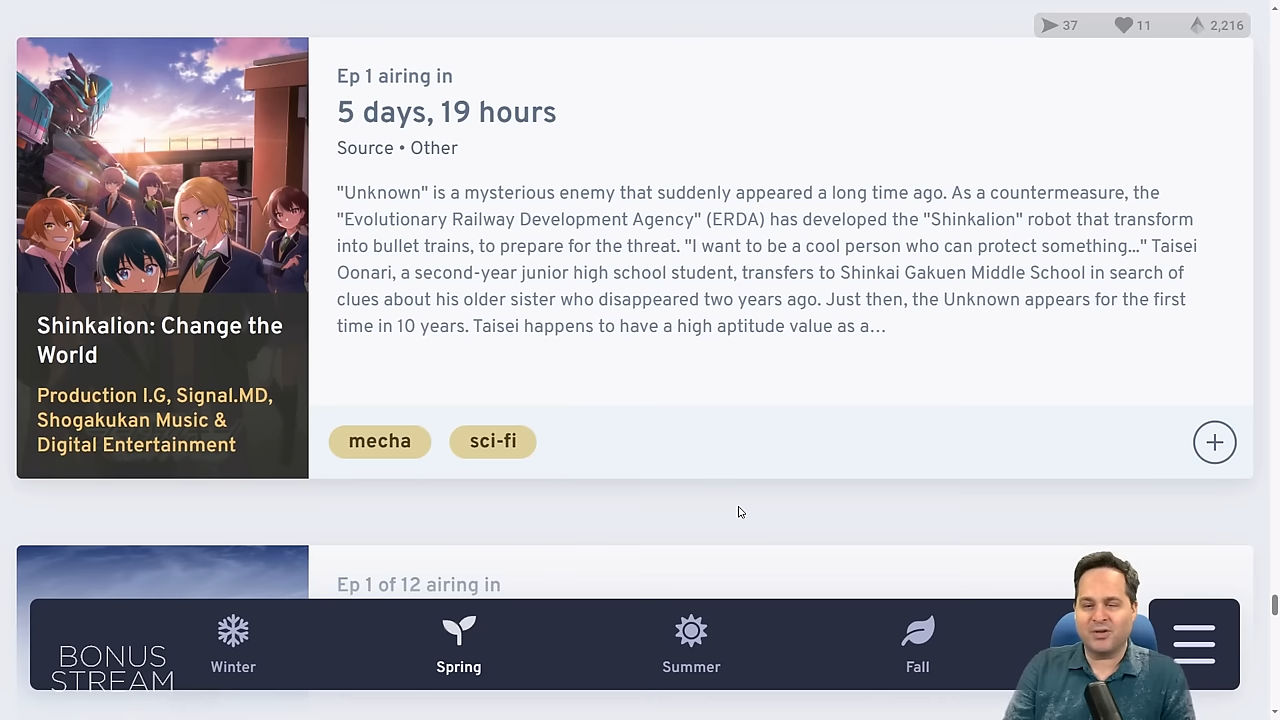 37 11 2,216
Ep 1 airing in
5 days, 19 hours
Source • Other
"Unknown" is a mysterious enemy that suddenly appeared a long time ago. As a countermeasure, the
"Evolutionary Railway Development Agency" (ERDA) has developed the "Shinkalion" robot that transform
into bullet trains, to prepare for the threat. "I want to be a cool person who can protect something..." Taisei
Oonari, a second-year junior high school student, transfers to Shinkai Gakuen Middle School in search of
clues about his older sister who disappeared two years ago. Just then, the Unknown appears for the first
time in 10 years. Taisei happens to have a high aptitude value as a…
Shinkalion: Change the
World
Production I.G, Signal.MD,
Shogakukan Music &
Digital Entertainment
mecha sci-fi
Ep 1 of 12 airing in
BONUS
STREAM
Winter Spring Summer Fall